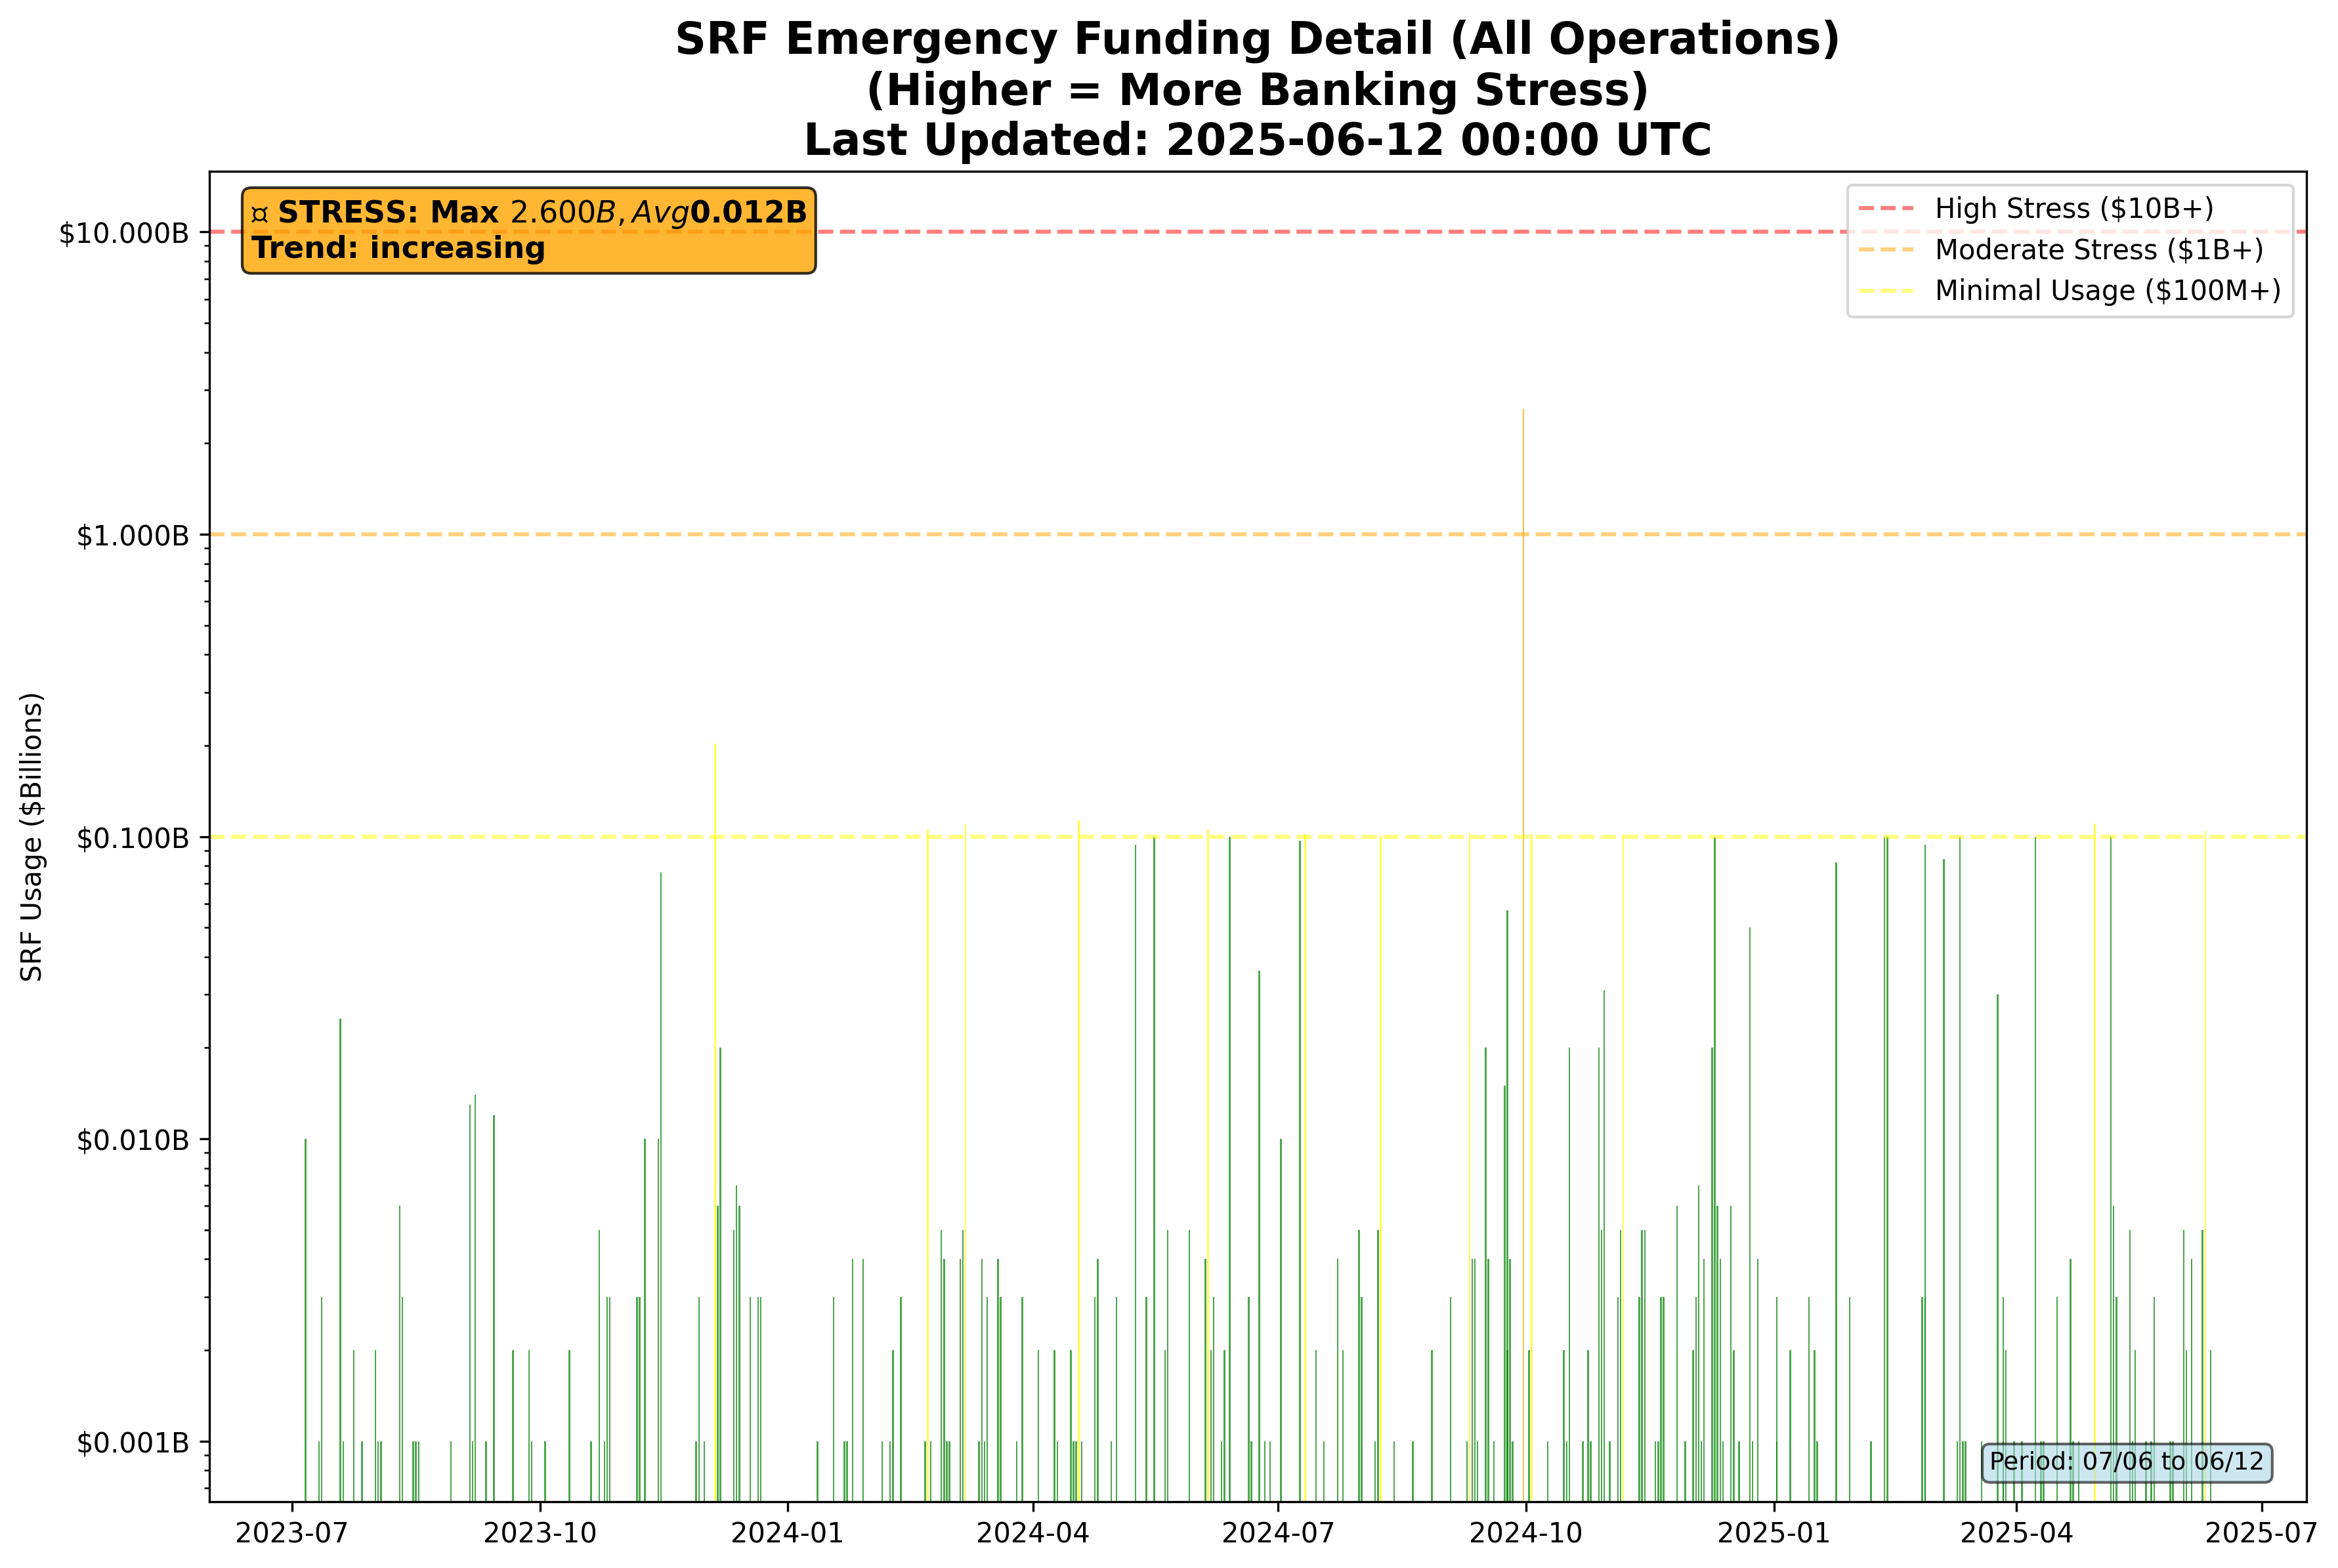 SRF Emergency Funding Detail (All Operations)
(Higher = More Banking Stress)
Last Updated: 2025-06-12 00:00 UTC
STRESS: Max 2.600B, Avg0.012B
Trend: increasing
High Stress ($10B+)
Moderate Stress ($1B+)
Minimal Usage ($100M+)
SRF Usage ($Billions)
$10.000B
$1.000B
$0.100B
$0.010B
$0.001B
Period: 07/06 to 06/12
2023-07
2023-10
2024-01
2024-04
2024-07
2024-10
2025-01
2025-04
2025-07